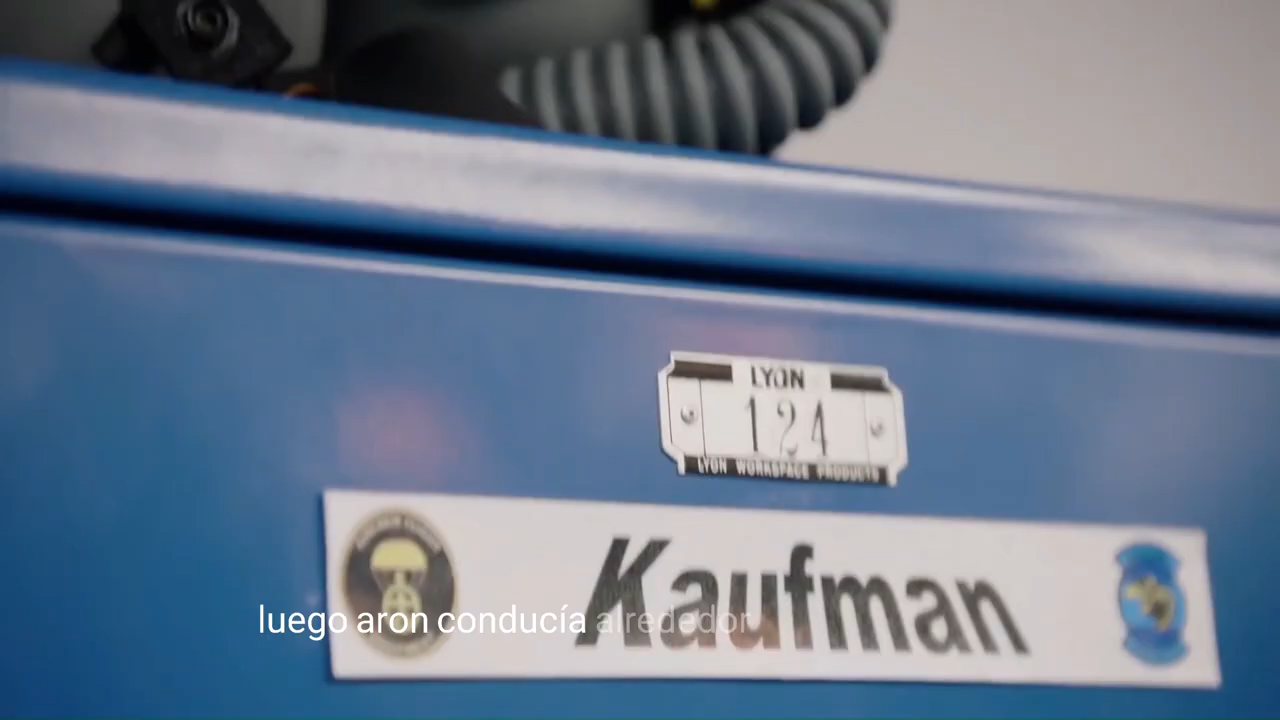 LYON
124
LYON WORKSPACE PRODUCTS
Kaufman
luego aron conducía alrededor